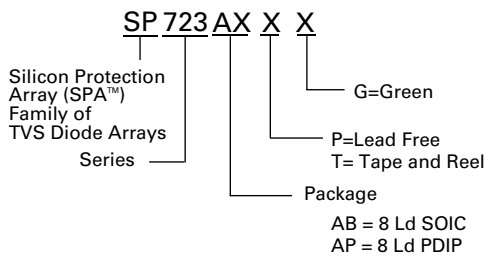 SP 723 AX X X
Silicon Protection
Array (SPA™)
Family of
TVS Diode Arrays
Series
G=Green
P=Lead Free
T= Tape and Reel
Package
AB = 8 Ld SOIC
AP = 8 Ld PDIP